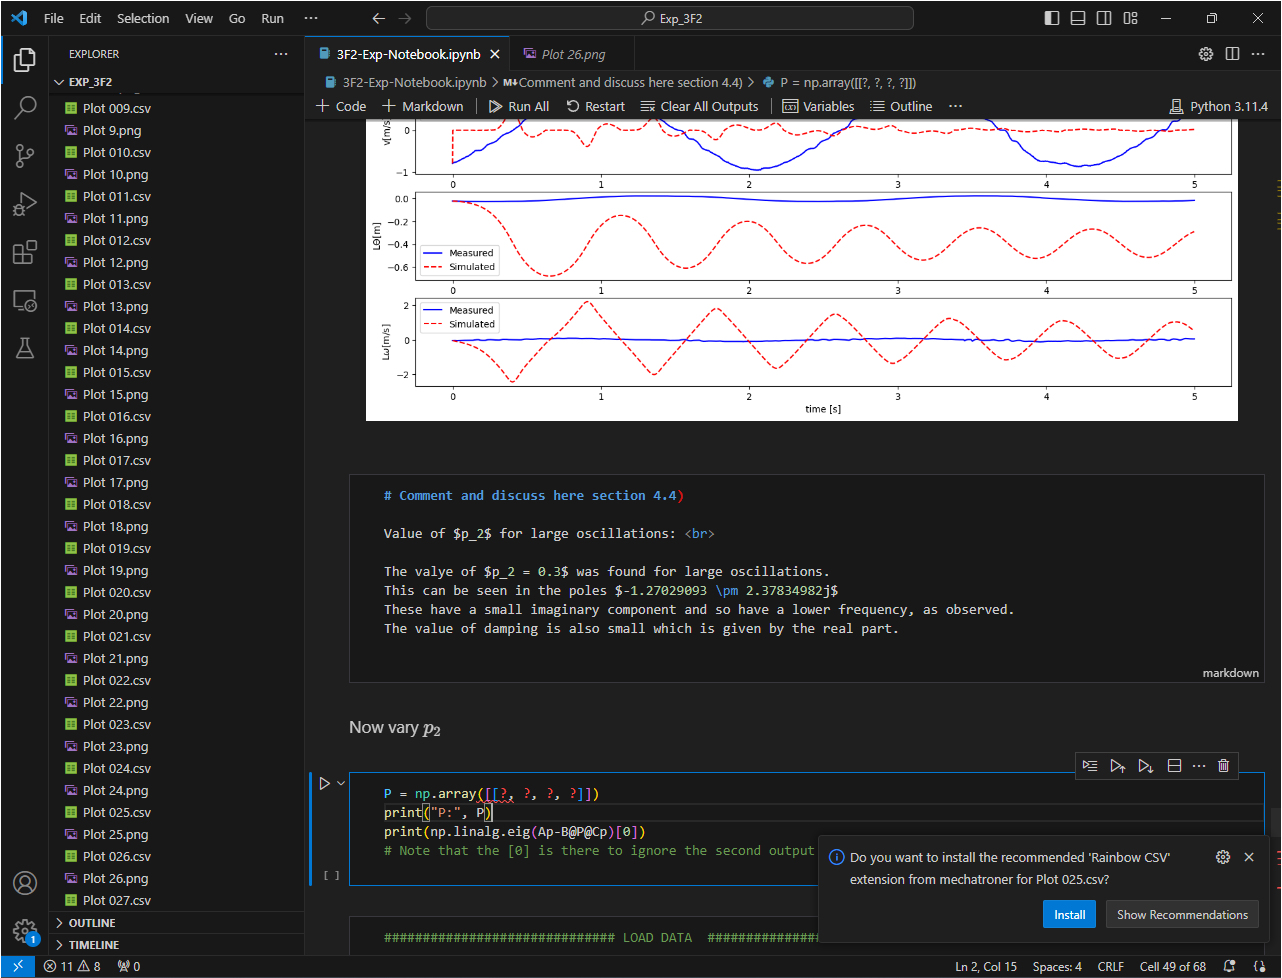 File Edit Selection View Go Run ··· Exp_3F2
EXPLORER ···
EXP_3F2
Plot 009.csv
Plot 9.png
Plot 010.csv
Plot 10.png
Plot 011.csv
Plot 11.png
Plot 012.csv
Plot 12.png
Plot 013.csv
Plot 13.png
Plot 014.csv
Plot 14.png
Plot 015.csv
Plot 15.png
Plot 016.csv
Plot 16.png
Plot 017.csv
Plot 17.png
Plot 018.csv
Plot 18.png
Plot 019.csv
Plot 19.png
Plot 020.csv
Plot 20.png
Plot 021.csv
Plot 21.png
Plot 022.csv
Plot 22.png
Plot 023.csv
Plot 23.png
Plot 024.csv
Plot 24.png
Plot 025.csv
Plot 25.png
Plot 026.csv
Plot 26.png
Plot 027.csv
OUTLINE
TIMELINE
1
3F2-Exp-Notebook.ipynb Plot 26.png
3F2-Exp-Notebook.ipynb > M↓Comment and discuss here section 4.4) > P = np.array([[?, ?, ?, ?]])
+ Code + Markdown Run All Restart Clear All Outputs Variables Outline ··· Python 3.11.4
v[m/s
0
−1
0 1 2 3 4 5
LΘ[m]
0.0
−0.2
−0.4
−0.6
Measured
Simulated
0 1 2 3 4 5
Lω[m/s]
2
0
−2
Measured
Simulated
0 1 2 3 4 5
time [s]
# Comment and discuss here section 4.4)
Value of $p_2$ for large oscillations: <br>
The valye of $p_2 = 0.3$ was found for large oscillations.
This can be seen in the poles $-1.27029093 \pm 2.37834982j$
These have a small imaginary component and so have a lower frequency, as observed.
The value of damping is also small which is given by the real part.
markdown
Now vary p2
P = np.array([[?, ?, ?, ?]])
print("P:", P)
print(np.linalg.eig(Ap-B@P@Cp)[0])
# Note that the [0] is there to ignore the second output
[ ]
Do you want to install the recommended 'Rainbow CSV'
extension from mechatroner for Plot 025.csv?
Install Show Recommendations
############################## LOAD DATA ###############
11 8 0 Ln 2, Col 15 Spaces: 4 CRLF Cell 49 of 68